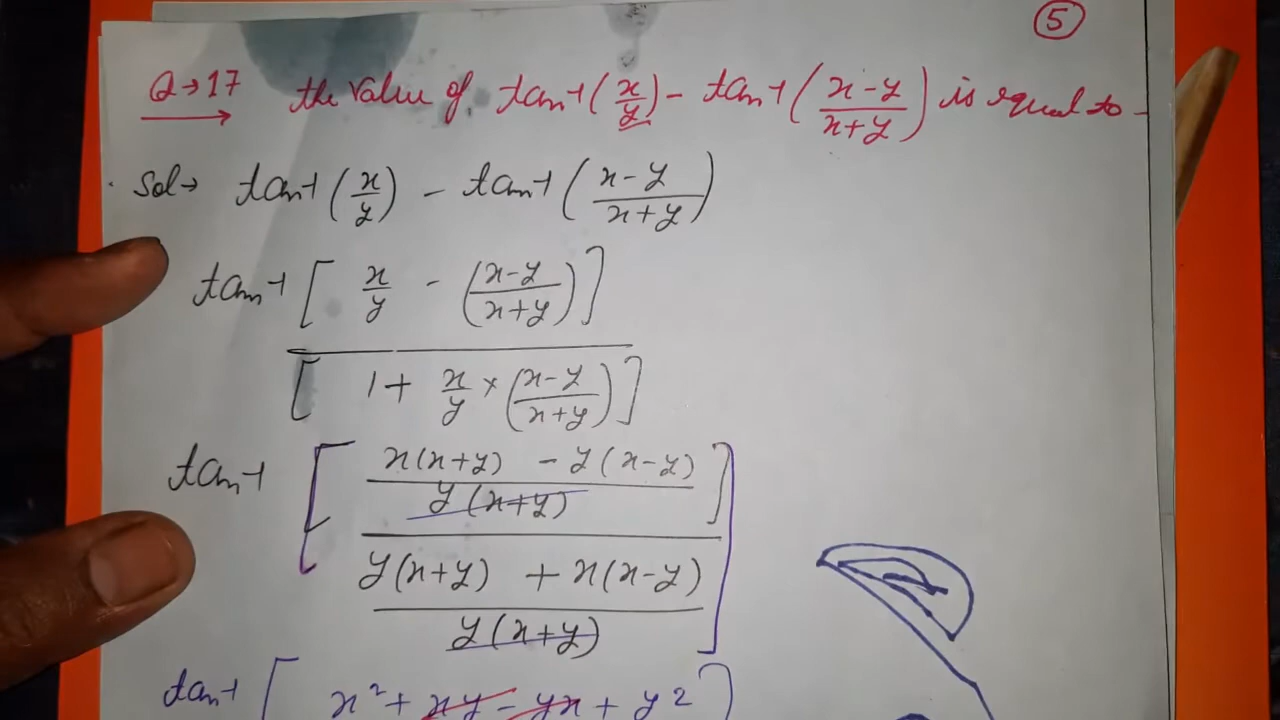 5
Q→17 the value of tan-1(x/y) - tan-1((x-y)/(x+y)) is equal to -
Sol→ tan-1(x/y) - tan-1((x-y)/(x+y))
tan-1[ x/y - ((x-y)/(x+y)) ]
[ 1 + x/y × ((x-y)/(x+y)) ]
tan-1 [ x(x+y) - y(x-y)
y(x+y) ]
y(x+y) + x(x-y)
y(x+y) ]
tan-1 [ x² + xy - yx + y² ]